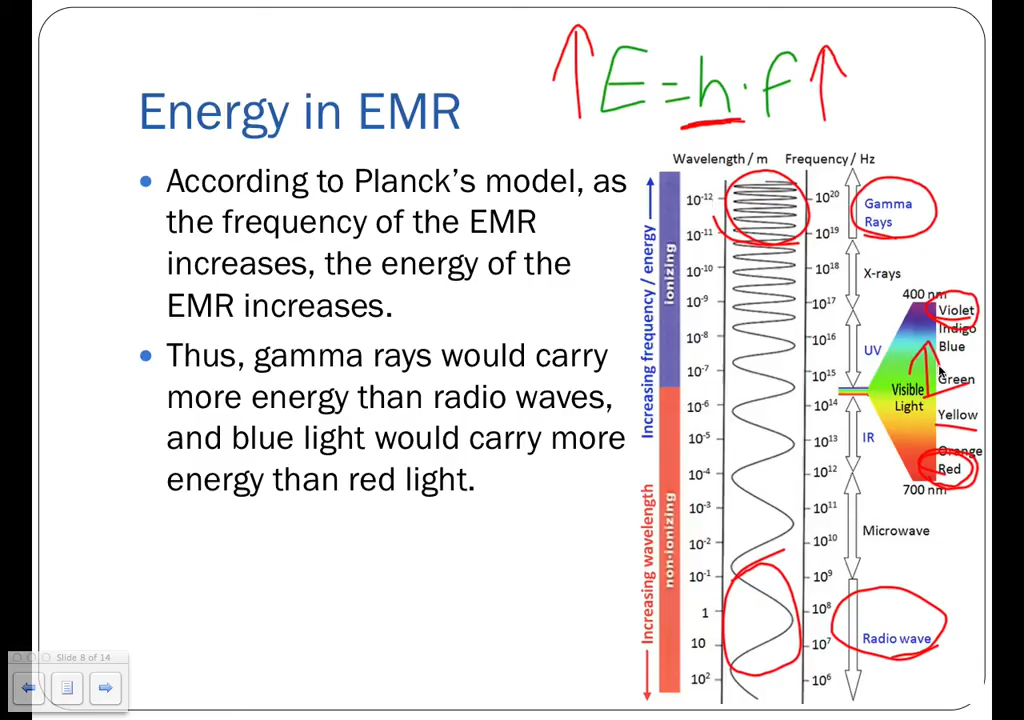 E = h · f
Energy in EMR
• According to Planck's model, as
the frequency of the EMR
increases, the energy of the
EMR increases.
• Thus, gamma rays would carry
more energy than radio waves,
and blue light would carry more
energy than red light.
Wavelength / m
Frequency / Hz
Increasing frequency / energy
Increasing wavelength
ionizing
non-ionizing
10-12
10-11
10-10
10-9
10-8
10-7
10-6
10-5
10-4
10-3
10-2
10-1
1
10
10²
10²⁰
10¹⁹
10¹⁸
10¹⁷
10¹⁶
10¹⁵
10¹⁴
10¹³
10¹²
10¹¹
10¹⁰
10⁹
10⁸
10⁷
10⁶
Gamma
Rays
X-rays
UV
IR
Microwave
Radio wave
Visible
Light
400 nm
Violet
Indigo
Blue
Green
Yellow
Orange
Red
700 nm
Slide 8 of 14